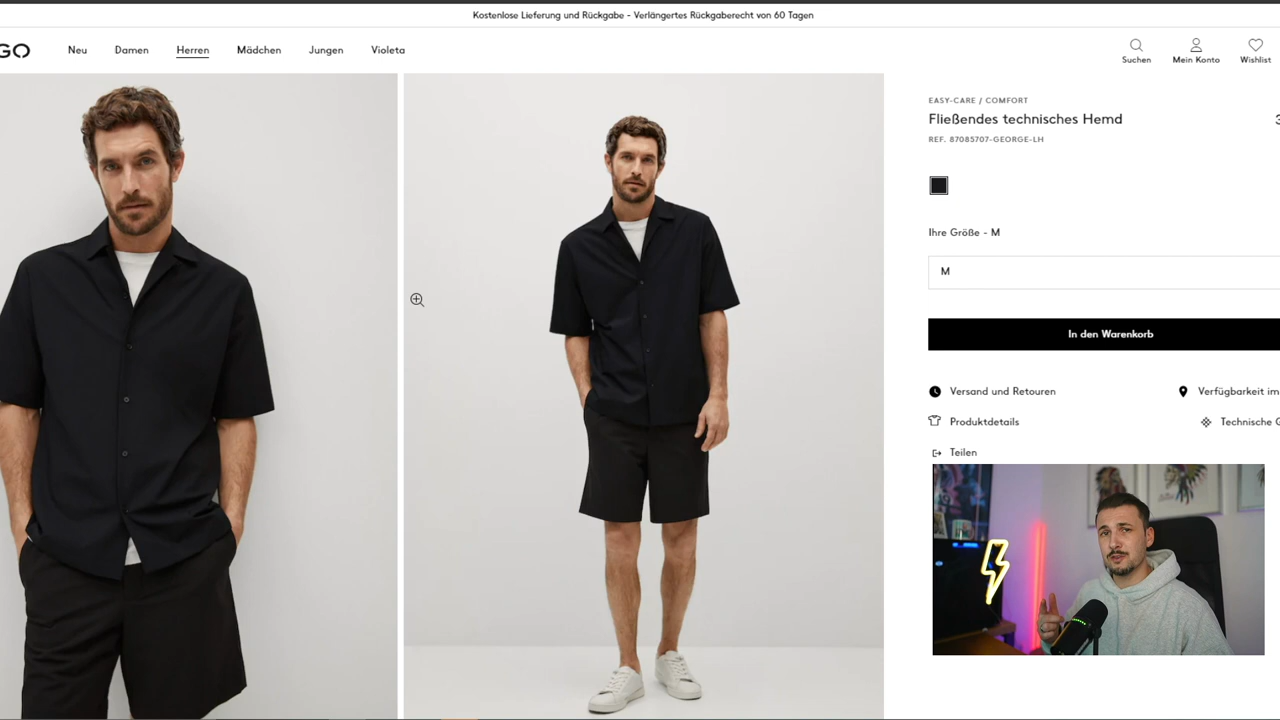 Kostenlose Lieferung und Rückgabe - Verlängertes Rückgaberecht von 60 Tagen
GO
Neu Damen Herren Mädchen Jungen Violeta
Suchen Mein Konto Wishlist
EASY-CARE / COMFORT
Fließendes technisches Hemd
REF. 87085707-GEORGE-LH
Ihre Größe - M
M
In den Warenkorb
Versand und Retouren Verfügbarkeit im
Produktdetails Technische
Teilen